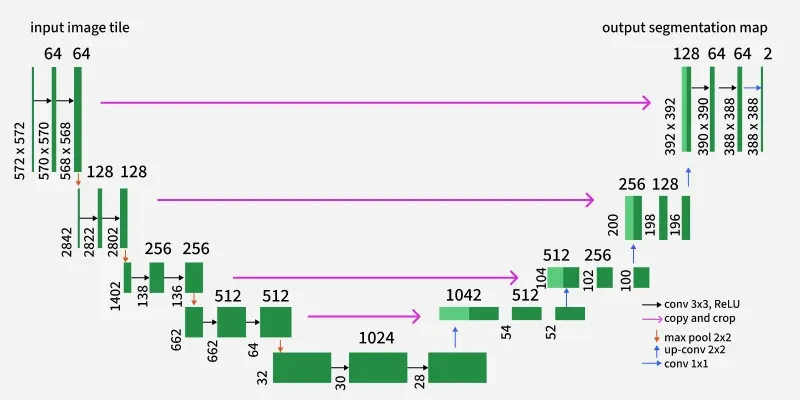 input image tile
output segmentation map
64 64
128 64 64 2
572 x 572
570 x 570
568 x 568
392 x 392
390 x 390
388 x 388
388 x 388
128 128
256 128
2842
2822
2802
200
198
196
256 256
512 256
1402
138
136
104
102
100
512 512
1042 512
662
662
64
54
52
1024
32
30
28
conv 3x3, ReLU
copy and crop
max pool 2x2
up-conv 2x2
conv 1x1